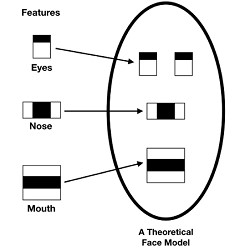 Features
Eyes
Nose
Mouth
A Theoretical
Face Model